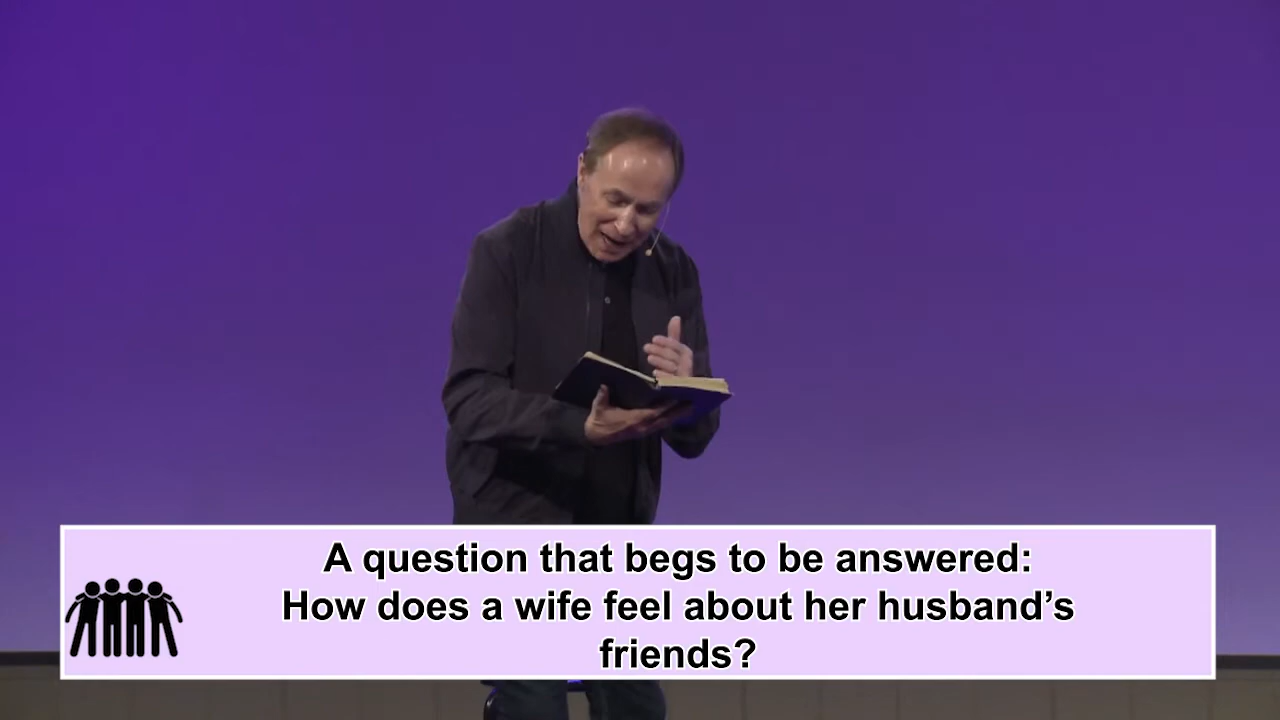 A question that begs to be answered:
How does a wife feel about her husband’s
friends?